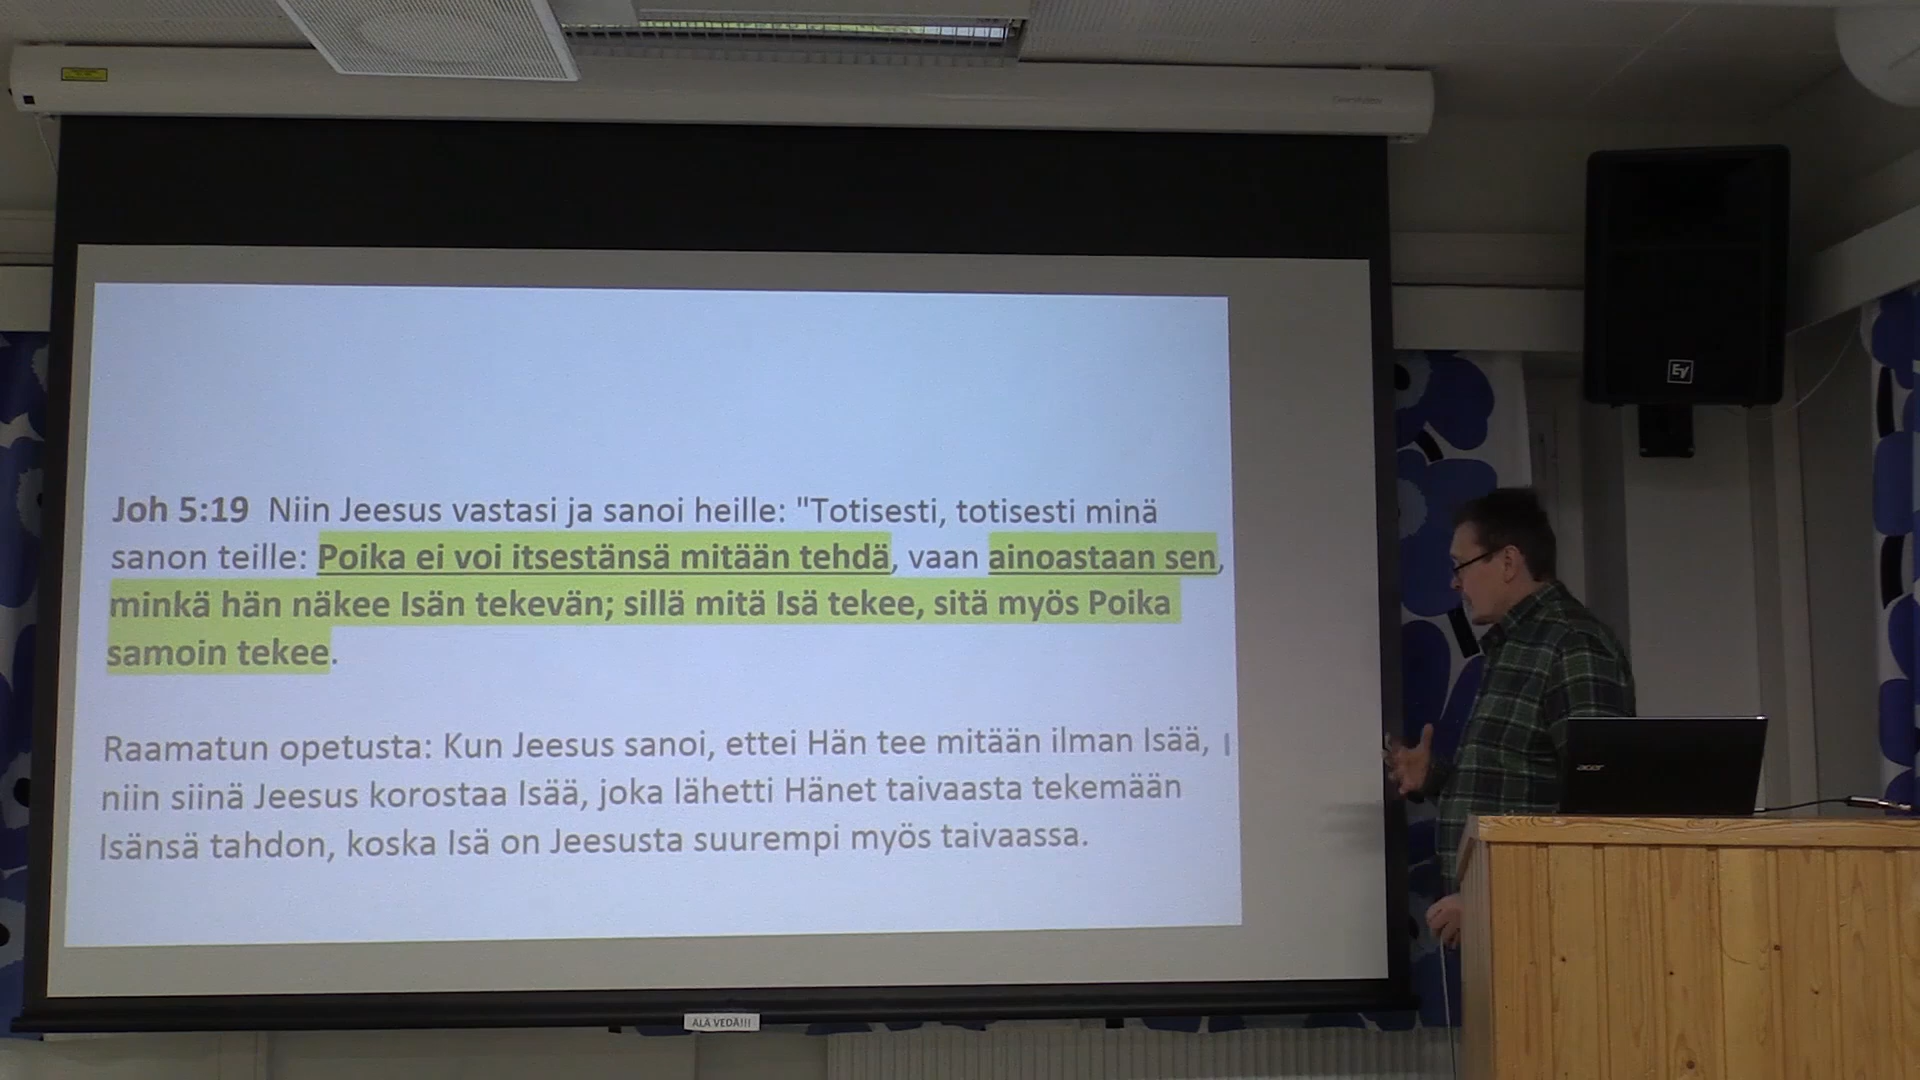 Joh 5:19 Niin Jeesus vastasi ja sanoi heille: "Totisesti, totisesti minä
sanon teille: Poika ei voi itsestänsä mitään tehdä, vaan ainoastaan sen,
minkä hän näkee Isän tekevän; sillä mitä Isä tekee, sitä myös Poika
samoin tekee.
Raamatun opetusta: Kun Jeesus sanoi, ettei Hän tee mitään ilman Isää,
niin siinä Jeesus korostaa Isää, joka lähetti Hänet taivaasta tekemään
Isänsä tahdon, koska Isä on Jeesusta suurempi myös taivaassa.
ÄLÄ VEDÄ!!!
EV
acer